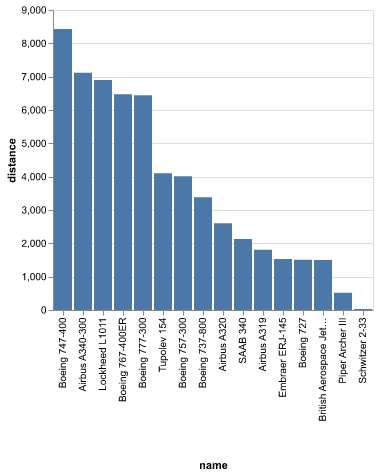 9,000
8,000
7,000
6,000
5,000
4,000
3,000
2,000
1,000
0
distance
Boeing 747-400
Airbus A340-300
Lockheed L1011
Boeing 767-400ER
Boeing 777-300
Tupolev 154
Boeing 757-300
Boeing 737-800
Airbus A320
SAAB 340
Airbus A319
Embraer ERJ-145
Boeing 727
British Aerospace Jet…
Piper Archer III
Schwitzer 2-33
name